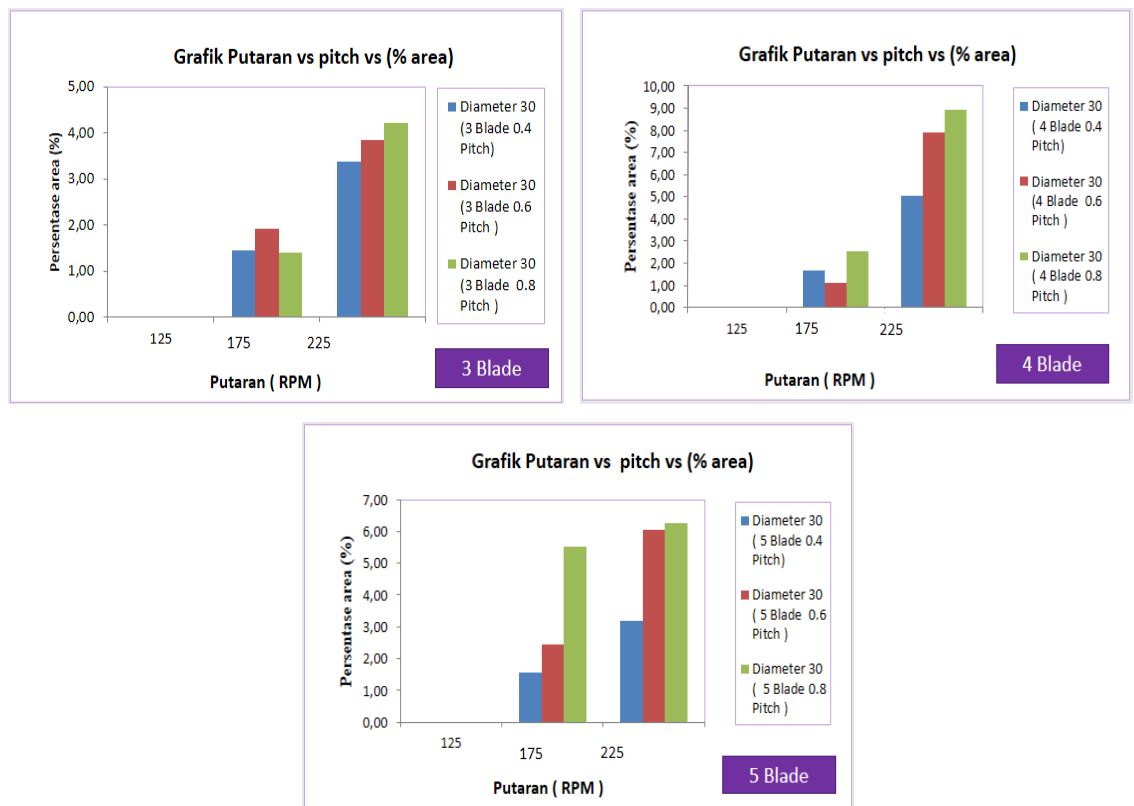 Grafik Putaran vs pitch vs (% area)
Persentase area (%)
5,00
4,00
3,00
2,00
1,00
0,00
125
175
225
Putaran ( RPM )
Diameter 30
(3 Blade 0.4
Pitch)
Diameter 30
(3 Blade 0.6
Pitch )
Diameter 30
(3 Blade 0.8
Pitch )
3 Blade
Grafik Putaran vs pitch vs (% area)
Persentase area (%)
10,00
9,00
8,00
7,00
6,00
5,00
4,00
3,00
2,00
1,00
0,00
125
175
225
Putaran ( RPM )
Diameter 30
( 4 Blade 0.4
Pitch)
Diameter 30
(4 Blade 0.6
Pitch )
Diameter 30
( 4 Blade 0.8
Pitch )
4 Blade
Grafik Putaran vs pitch vs (% area)
Persentase area (%)
7,00
6,00
5,00
4,00
3,00
2,00
1,00
0,00
125
175
225
Putaran ( RPM )
Diameter 30
( 5 Blade 0.4
Pitch)
Diameter 30
( 5 Blade 0.6
Pitch )
Diameter 30
( 5 Blade 0.8
Pitch )
5 Blade